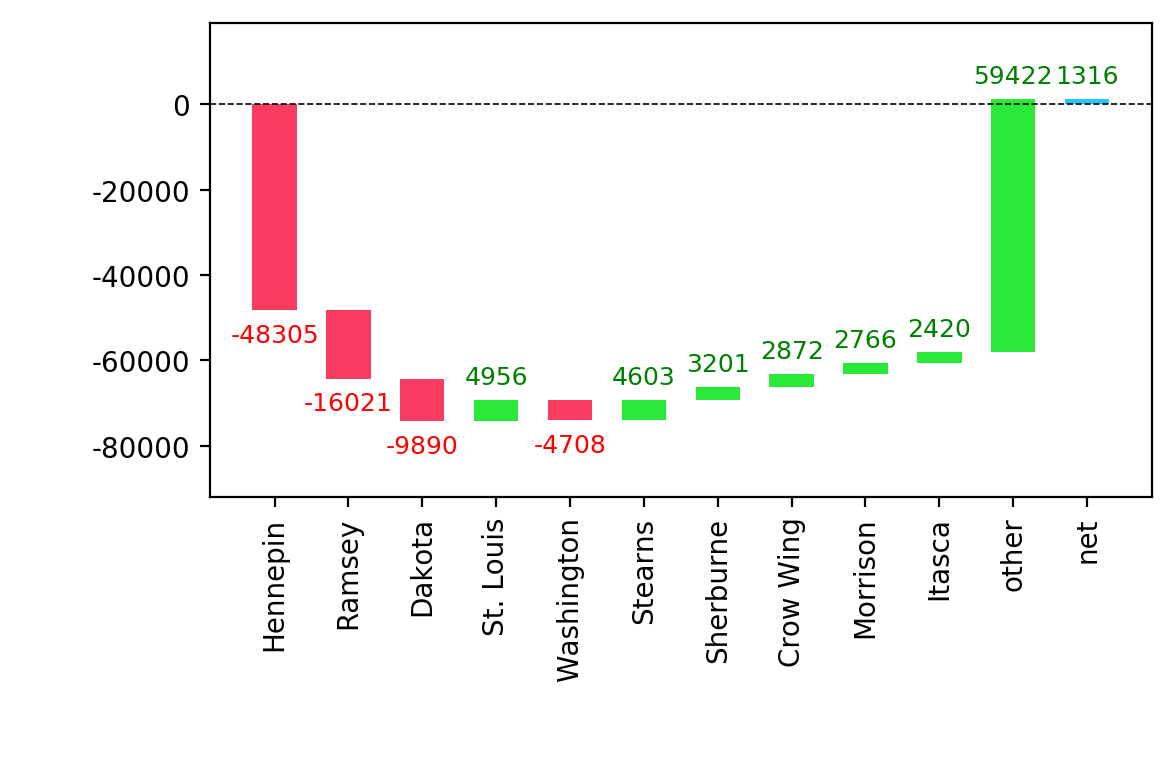 59422 1316
0
-20000
-40000
-60000
-80000
-48305
-16021
-9890
4956
-4708
4603
3201
2872
2766
2420
Hennepin
Ramsey
Dakota
St. Louis
Washington
Stearns
Sherburne
Crow Wing
Morrison
Itasca
other
net